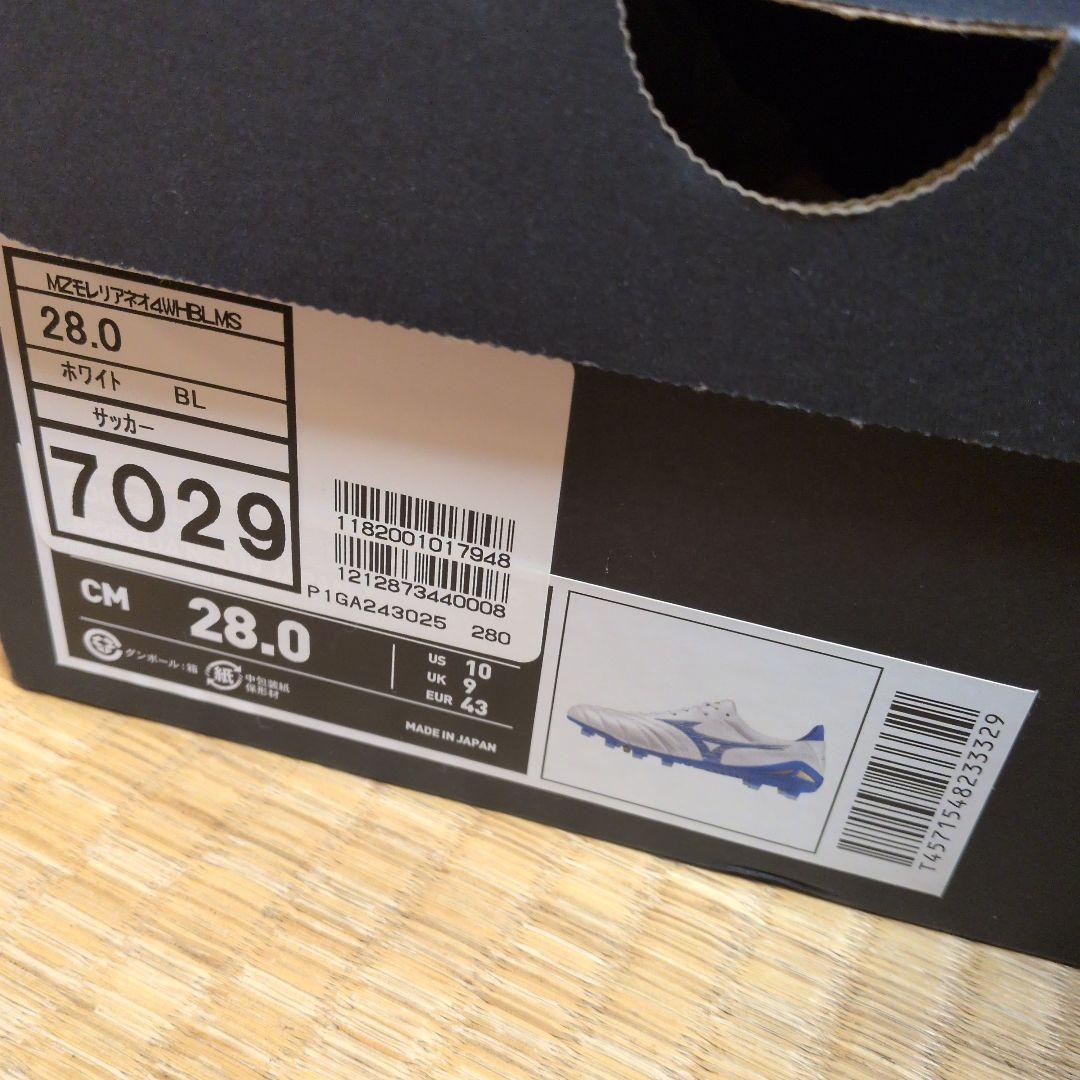 MZモレリアネオ4WHBLMS
28.0
ホワイト BL
サッカー
7029
1182001017948
1212873440008
P1GA243025 280
CM 28.0
US 10
UK 9
EUR 43
ダンボール:箱
紙 中包装紙
保形材
MADE IN JAPAN
T4571548233329